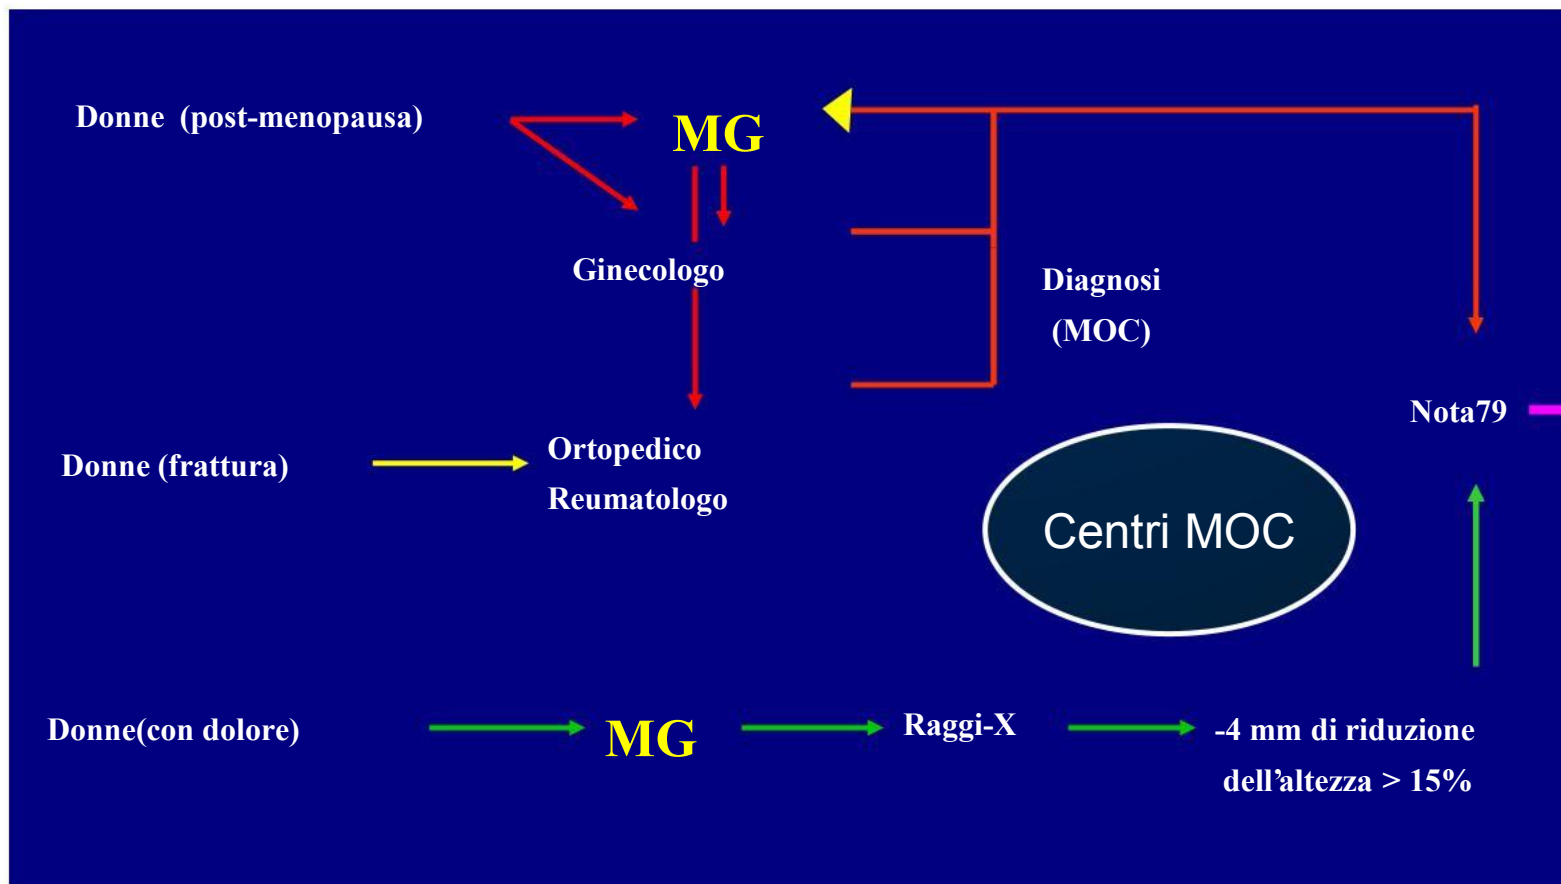 Donne (post-menopausa)
MG
Ginecologo
Diagnosi
(MOC)
Nota79
Donne (frattura)
Ortopedico
Reumatologo
Centri MOC
Donne(con dolore)
MG
Raggi-X
-4 mm di riduzione
dell'altezza > 15%